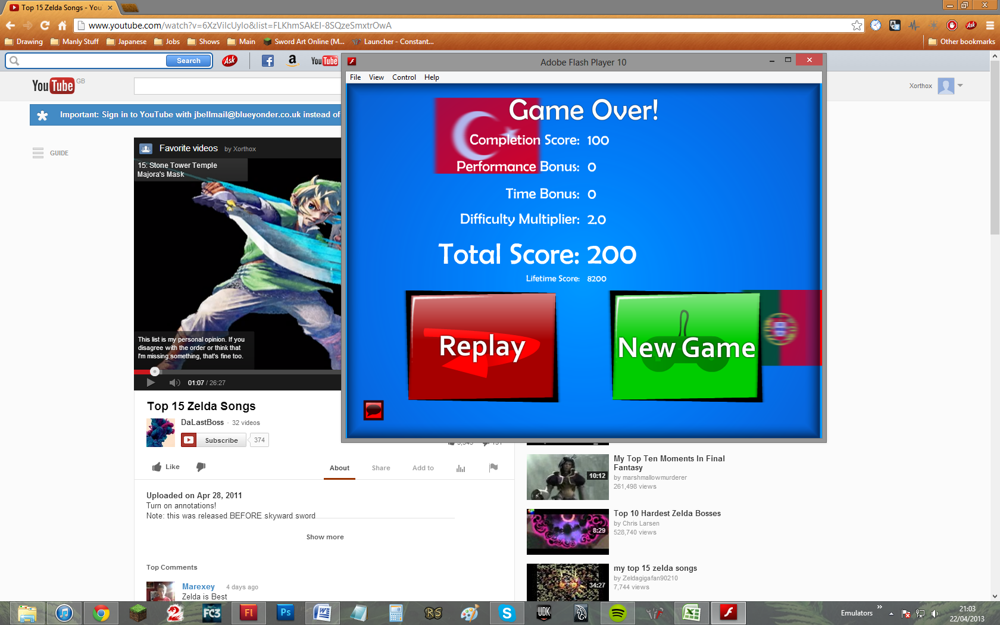 Top 15 Zelda Songs - You
www.youtube.com/watch?v=6XzVilcUylo&list=FLKhmSAkEI-8SQzeSmxtrOwA
Drawing
Manly Stuff
Japanese
Jobs
Shows
Main
Sword Art Online (M...
Launcher - Constant...
Other bookmarks
Search
Ask
a
YouTube
Ask
YouTube GB
Xorthox
Important: Sign in to YouTube with jbellmail@blueyonder.co.uk instead of
GUIDE
Favorite videos by Xorthox
15: Stone Tower Temple
Majora's Mask
This list is my personal opinion. If you
disagree with the order or think that
I'm missing something, that's fine too.
01:07 / 26:27
Top 15 Zelda Songs
DaLastBoss · 32 videos
Subscribe 374
Like
About
Share
Add to
Uploaded on Apr 28, 2011
Turn on annotations!
Note: this was released BEFORE skyward sword
Show more
Top Comments
Marexey 4 days ago
Zelda is Best
Adobe Flash Player 10
File View Control Help
Game Over!
Completion Score: 100
Performance Bonus: 0
Time Bonus: 0
Difficulty Multiplier: 2.0
Total Score: 200
Lifetime Score: 8200
Replay
New Game
10:12
My Top Ten Moments In Final
Fantasy
by marshmallowmurderer
261,498 views
8:29
Top 10 Hardest Zelda Bosses
by Chris Larsen
528,740 views
34:27
my top 15 zelda songs
by Zeldagigafan90210
7,744 views
2
FC3
Fl
Ps
W
RS
S
UDK
X
Emulators
21:03
22/04/2013